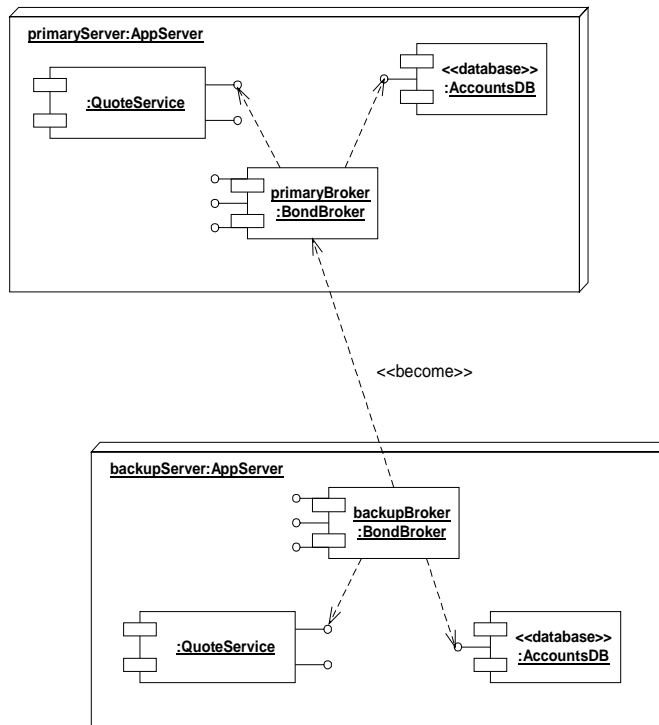 primaryServer:AppServer
:QuoteService
<<database>>
:AccountsDB
primaryBroker
:BondBroker
<<become>>
backupServer:AppServer
backupBroker
:BondBroker
:QuoteService
<<database>>
:AccountsDB